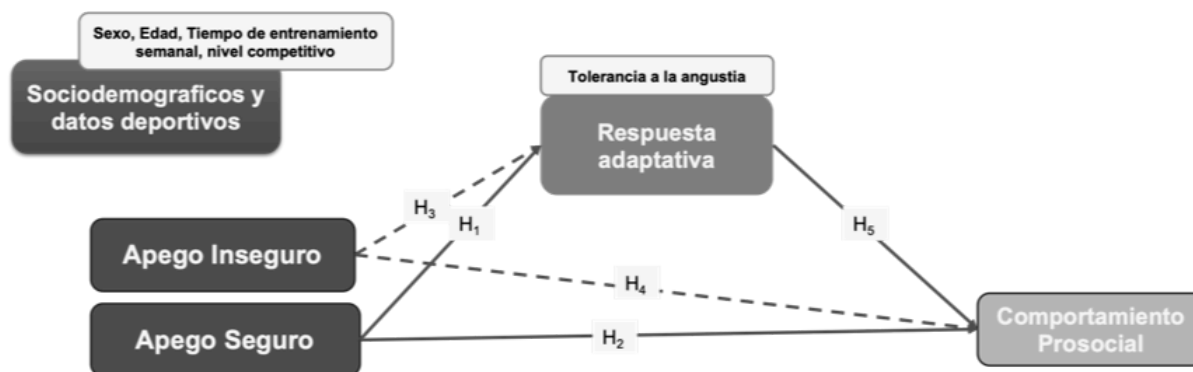 Sexo, Edad, Tiempo de entrenamiento
semanal, nivel competitivo
Sociodemograficos y
datos deportivos
Tolerancia a la angustia
Respuesta
adaptativa
H3
H1
H5
Apego Inseguro
H4
Apego Seguro
H2
Comportamiento
Prosocial